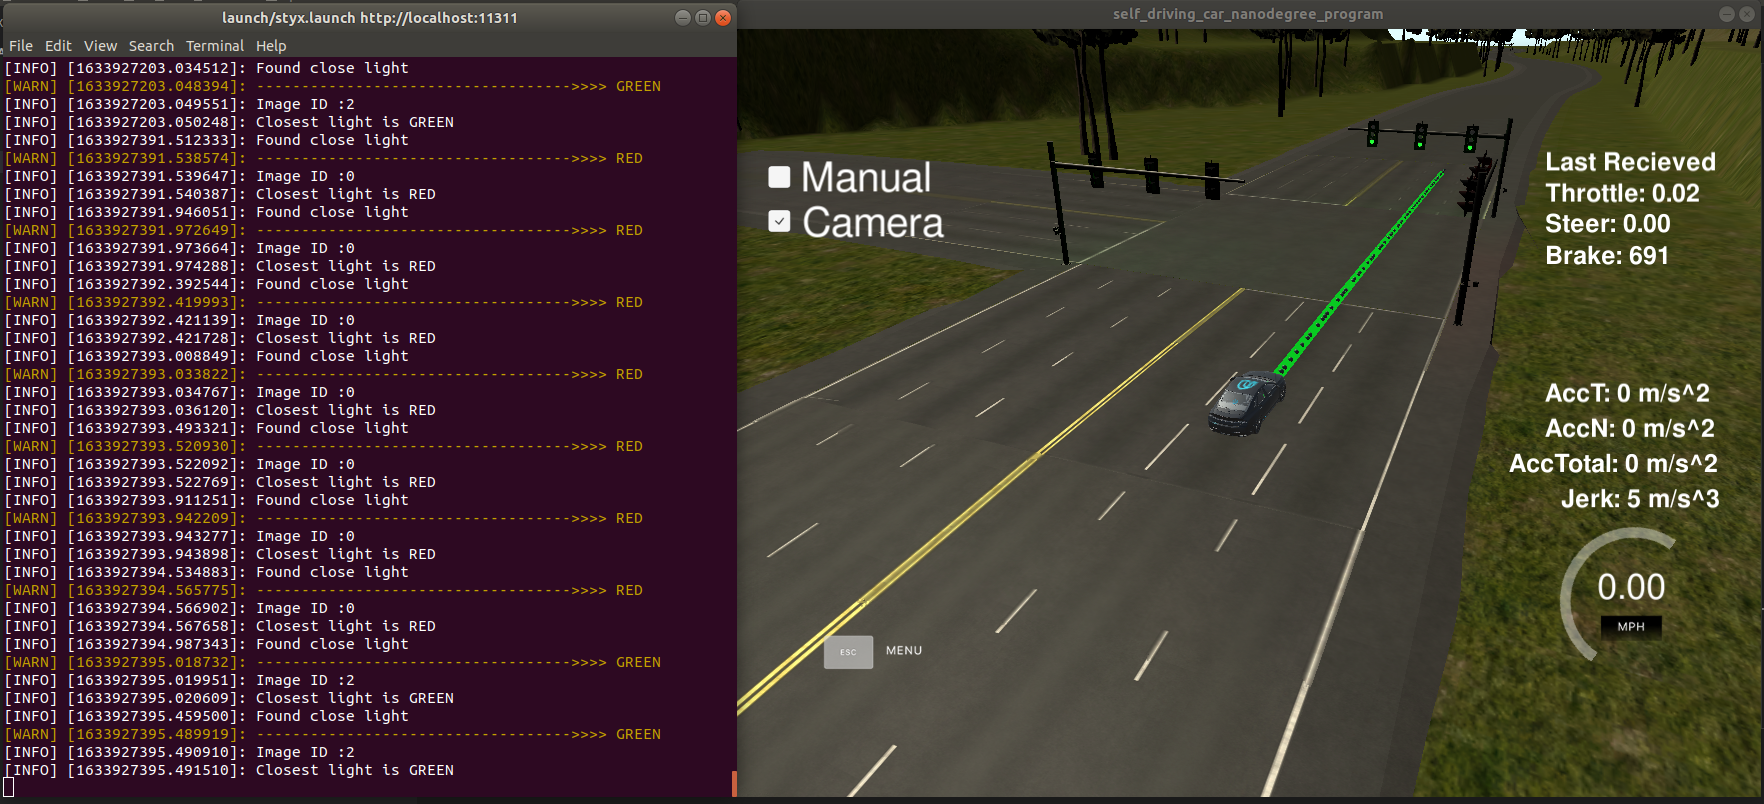 launch/styx.launch http://localhost:11311
File Edit View Search Terminal Help
[INFO] [1633927203.034512]: Found close light
[WARN] [1633927203.048394]: ----------------------------------->>>> GREEN
[INFO] [1633927203.049551]: Image ID :2
[INFO] [1633927203.050248]: Closest light is GREEN
[INFO] [1633927391.512333]: Found close light
[WARN] [1633927391.538574]: ----------------------------------->>>> RED
[INFO] [1633927391.539647]: Image ID :0
[INFO] [1633927391.540387]: Closest light is RED
[INFO] [1633927391.946051]: Found close light
[WARN] [1633927391.972649]: ----------------------------------->>>> RED
[INFO] [1633927391.973664]: Image ID :0
[INFO] [1633927391.974288]: Closest light is RED
[INFO] [1633927392.392544]: Found close light
[WARN] [1633927392.419993]: ----------------------------------->>>> RED
[INFO] [1633927392.421139]: Image ID :0
[INFO] [1633927392.421728]: Closest light is RED
[INFO] [1633927393.008849]: Found close light
[WARN] [1633927393.033822]: ----------------------------------->>>> RED
[INFO] [1633927393.034767]: Image ID :0
[INFO] [1633927393.036120]: Closest light is RED
[INFO] [1633927393.493321]: Found close light
[WARN] [1633927393.520930]: ----------------------------------->>>> RED
[INFO] [1633927393.522092]: Image ID :0
[INFO] [1633927393.522769]: Closest light is RED
[INFO] [1633927393.911251]: Found close light
[WARN] [1633927393.942209]: ----------------------------------->>>> RED
[INFO] [1633927393.943277]: Image ID :0
[INFO] [1633927393.943898]: Closest light is RED
[INFO] [1633927394.534883]: Found close light
[WARN] [1633927394.565775]: ----------------------------------->>>> RED
[INFO] [1633927394.566902]: Image ID :0
[INFO] [1633927394.567658]: Closest light is RED
[INFO] [1633927394.987343]: Found close light
[WARN] [1633927395.018732]: ----------------------------------->>>> GREEN
[INFO] [1633927395.019951]: Image ID :2
[INFO] [1633927395.020609]: Closest light is GREEN
[INFO] [1633927395.459500]: Found close light
[WARN] [1633927395.489919]: ----------------------------------->>>> GREEN
[INFO] [1633927395.490910]: Image ID :2
[INFO] [1633927395.491510]: Closest light is GREEN
self_driving_car_nanodegree_program
Manual
Camera
Last Recieved
Throttle: 0.02
Steer: 0.00
Brake: 691
AccT: 0 m/s^2
AccN: 0 m/s^2
AccTotal: 0 m/s^2
Jerk: 5 m/s^3
0.00
MPH
ESC MENU